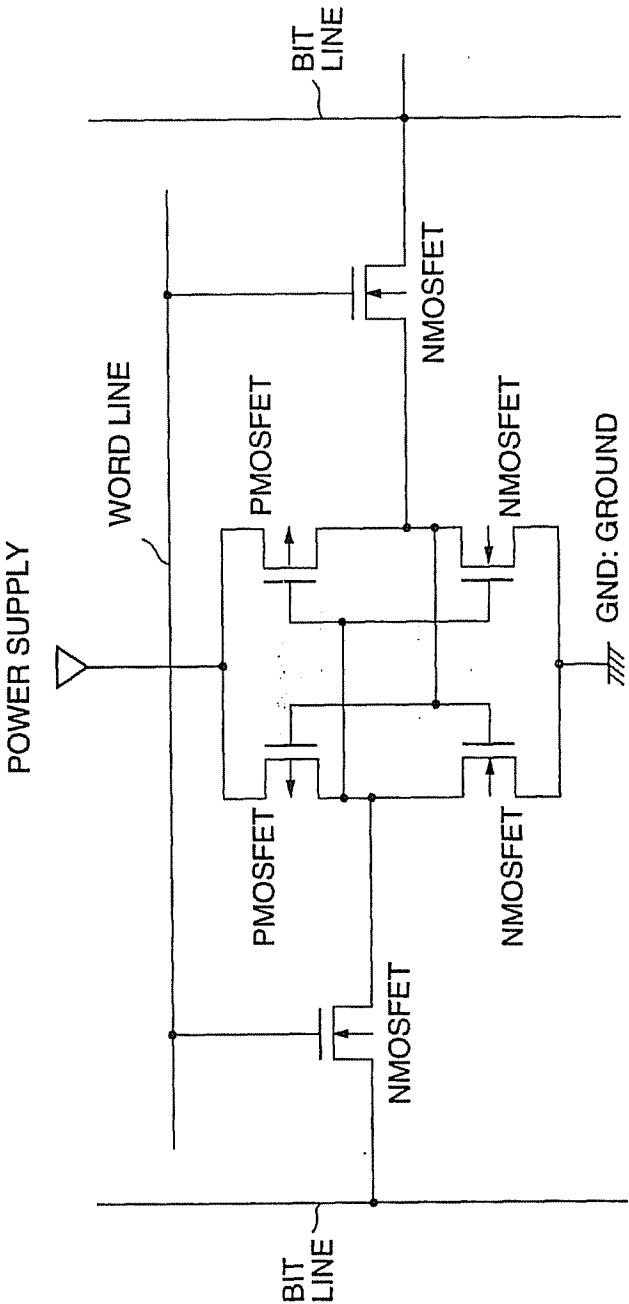 POWER SUPPLY
WORD LINE
BIT
LINE
BIT
LINE
PMOSFET
PMOSFET
NMOSFET
NMOSFET
NMOSFET
NMOSFET
GND: GROUND